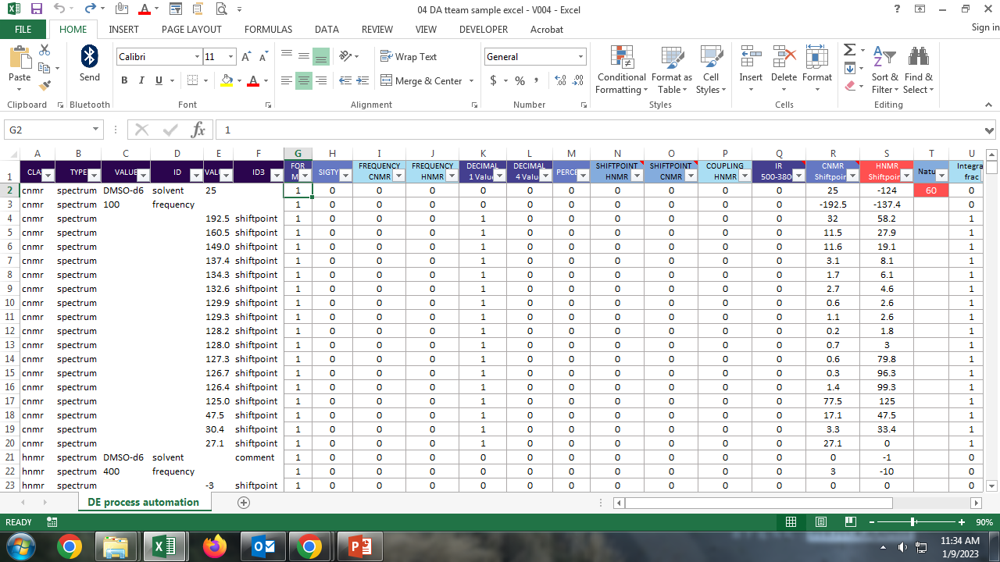 04 DA tteam sample excel - V004 - Excel
FILE HOME INSERT PAGE LAYOUT FORMULAS DATA REVIEW VIEW DEVELOPER Acrobat Sign in
Paste Send Calibri 11 Wrap Text General Conditional Formatting Format as Table Cell Styles Insert Delete Format Sort & Filter Find & Select
B I U Merge & Center $ % ,
Clipboard Bluetooth Font Alignment Number Styles Cells Editing
G2 fx 1
A B C D E F G H I J K L M N O P Q R S T U
1 CLA TYPE VALUE ID VALI ID3 FOR M SIGTY FREQUENCY CNMR FREQUENCY HNMR DECIMAL 1 Value DECIMAL 4 Valu PERCE SHIFTPOINT HNMR SHIFTPOINT CNMR COUPLING HNMR IR 500-380 CNMR Shiftpoir HNMR Shiftpoir Natu Integra frac
2 cnmr spectrum DMSO-d6 solvent 25 1 0 0 0 0 0 0 0 0 0 0 25 -124 60 0
3 cnmr spectrum 100 frequency 1 0 0 0 0 0 0 0 0 0 0 -192.5 -137.4 0
4 cnmr spectrum 192.5 shiftpoint 1 0 0 0 1 0 0 0 0 0 0 32 58.2 1
5 cnmr spectrum 160.5 shiftpoint 1 0 0 0 1 0 0 0 0 0 0 11.5 27.9 1
6 cnmr spectrum 149.0 shiftpoint 1 0 0 0 1 0 0 0 0 0 0 11.6 19.1 1
7 cnmr spectrum 137.4 shiftpoint 1 0 0 0 1 0 0 0 0 0 0 3.1 8.1 1
8 cnmr spectrum 134.3 shiftpoint 1 0 0 0 1 0 0 0 0 0 0 1.7 6.1 1
9 cnmr spectrum 132.6 shiftpoint 1 0 0 0 1 0 0 0 0 0 0 2.7 4.6 1
10 cnmr spectrum 129.9 shiftpoint 1 0 0 0 1 0 0 0 0 0 0 0.6 2.6 1
11 cnmr spectrum 129.3 shiftpoint 1 0 0 0 1 0 0 0 0 0 0 1.1 2.6 1
12 cnmr spectrum 128.2 shiftpoint 1 0 0 0 1 0 0 0 0 0 0 0.2 1.8 1
13 cnmr spectrum 128.0 shiftpoint 1 0 0 0 1 0 0 0 0 0 0 0.7 3 1
14 cnmr spectrum 127.3 shiftpoint 1 0 0 0 1 0 0 0 0 0 0 0.6 79.8 1
15 cnmr spectrum 126.7 shiftpoint 1 0 0 0 1 0 0 0 0 0 0 0.3 96.3 1
16 cnmr spectrum 126.4 shiftpoint 1 0 0 0 1 0 0 0 0 0 0 1.4 99.3 1
17 cnmr spectrum 125.0 shiftpoint 1 0 0 0 1 0 0 0 0 0 0 77.5 125 1
18 cnmr spectrum 47.5 shiftpoint 1 0 0 0 1 0 0 0 0 0 0 17.1 47.5 1
19 cnmr spectrum 30.4 shiftpoint 1 0 0 0 1 0 0 0 0 0 0 3.3 33.4 1
20 cnmr spectrum 27.1 shiftpoint 1 0 0 0 1 0 0 0 0 0 0 27.1 0 1
21 hnmr spectrum DMSO-d6 solvent comment 1 0 0 0 0 0 0 0 0 0 0 0 -1 0
22 hnmr spectrum 400 frequency 1 0 0 0 0 0 0 0 0 0 0 3 -10 0
23 hnmr spectrum -3 shiftpoint 1 0 0 0 0 0 0 0 0 0 0 0 0 0
DE process automation
READY 90%
11:34 AM
1/9/2023